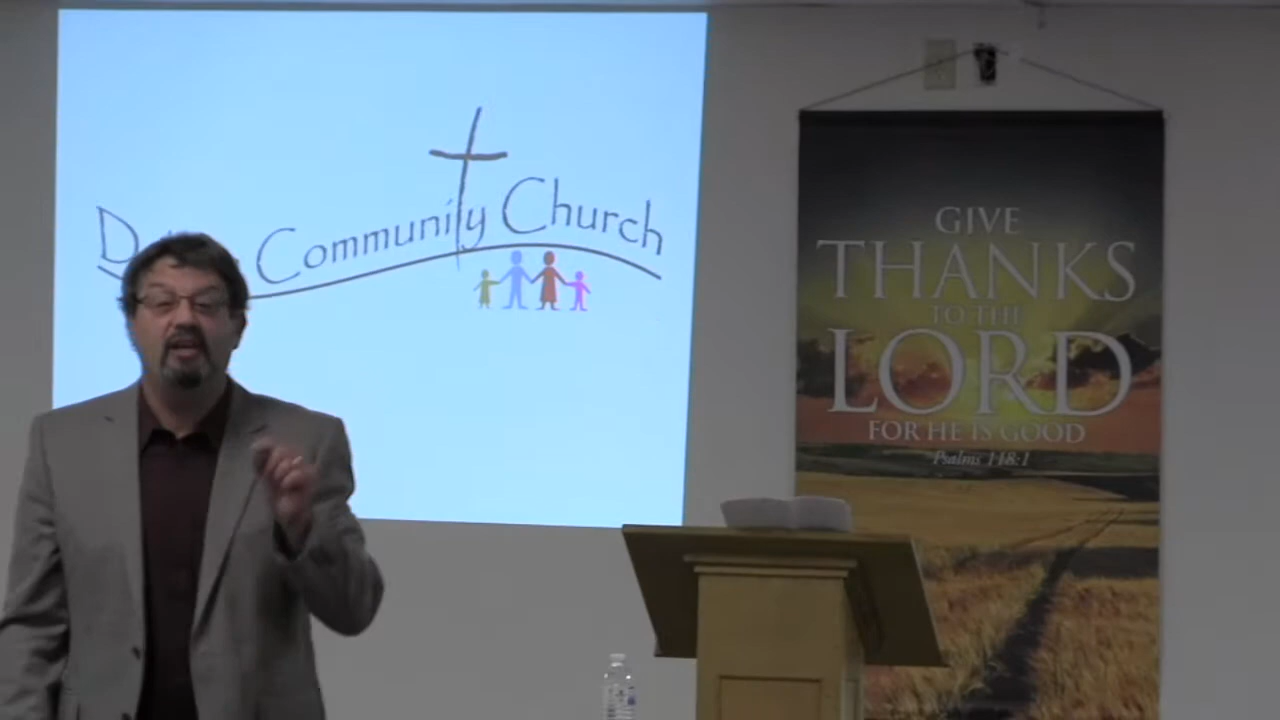 Community Church
GIVE
THANKS
TO THE
LORD
FOR HE IS GOOD
Psalms 118:1